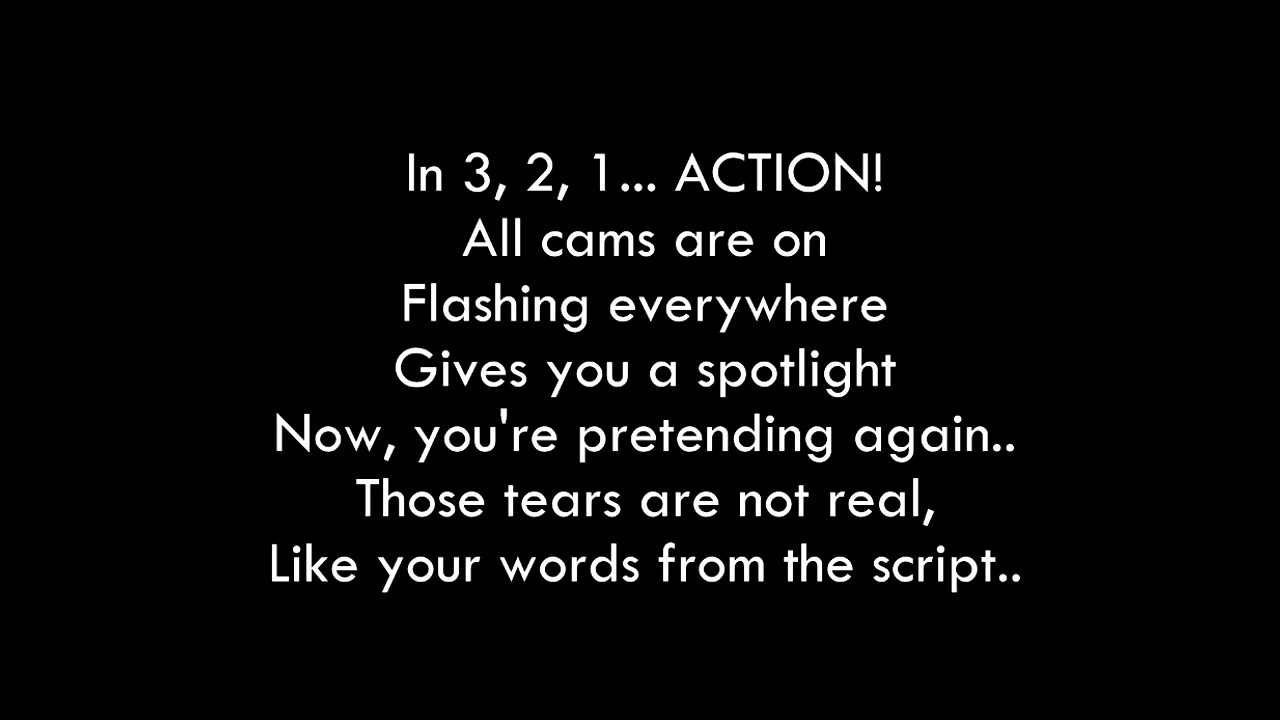 In 3, 2, 1... ACTION!
All cams are on
Flashing everywhere
Gives you a spotlight
Now, you're pretending again..
Those tears are not real,
Like your words from the script..